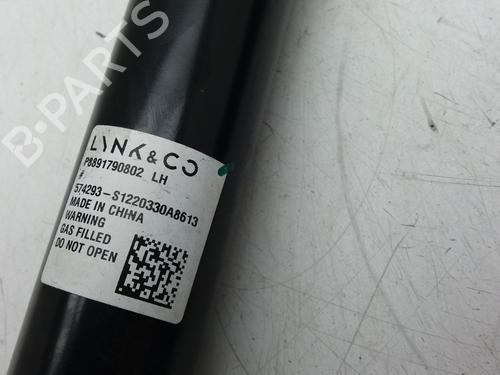 B-PARTS
LYNK&CO
P8891790802 LH
#
574293-S1220330A8613
MADE IN CHINA
WARNING
GAS FILLED
DO NOT OPEN